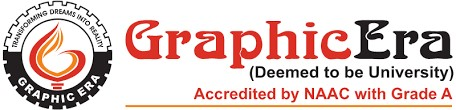 TRANSFORMING DREAMS INTO REALITY
GRAPHIC ERA
GraphicEra
(Deemed to be University)
Accredited by NAAC with Grade A